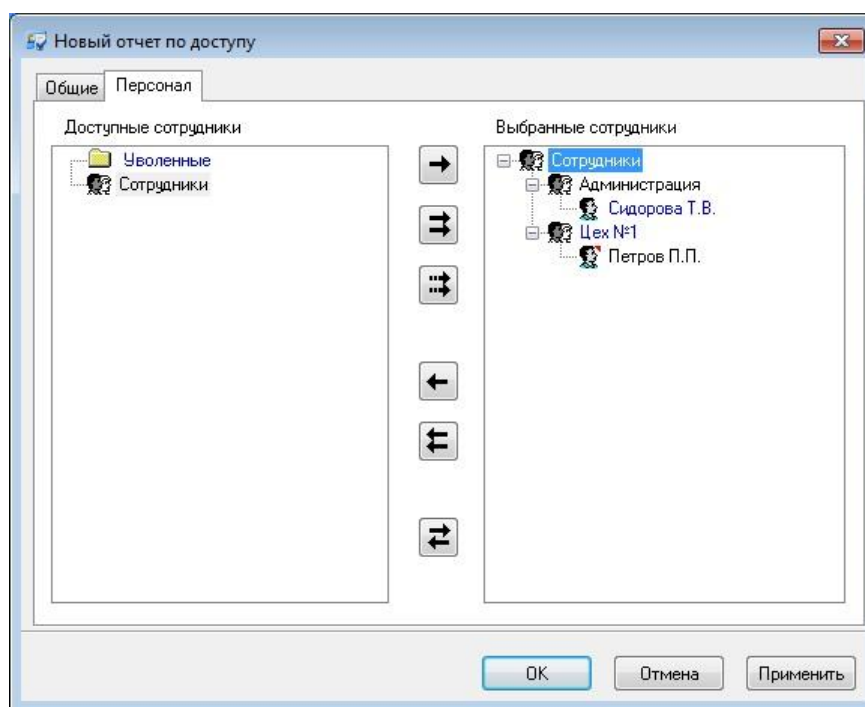 Новый отчет по доступу
Общие
Персонал
Доступные сотрудники
Уволенные
Сотрудники
Выбранные сотрудники
Сотрудники
Администрация
Сидорова Т.В.
Цех №1
Петров П.П.
OK
Отмена
Применить